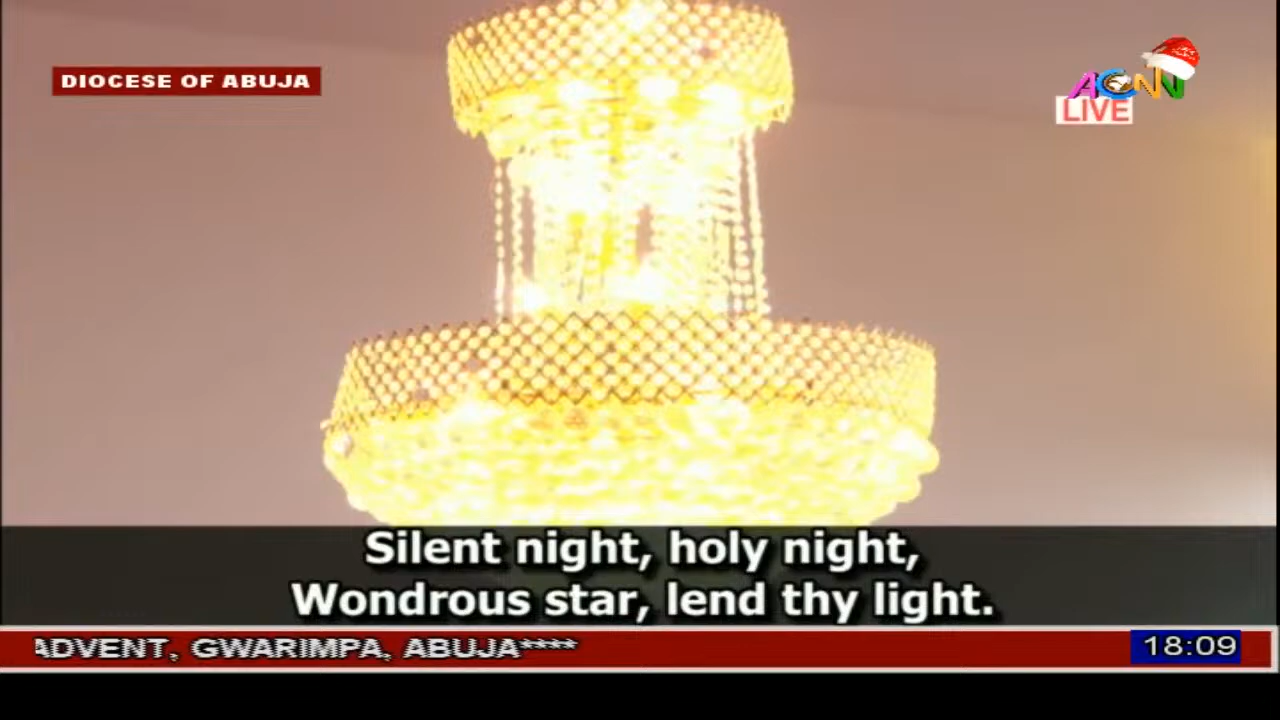 DIOCESE OF ABUJA
ACNN
LIVE
Silent night, holy night,
Wondrous star, lend thy light.
ADVENT, GWARIMPA, ABUJA****
18:09